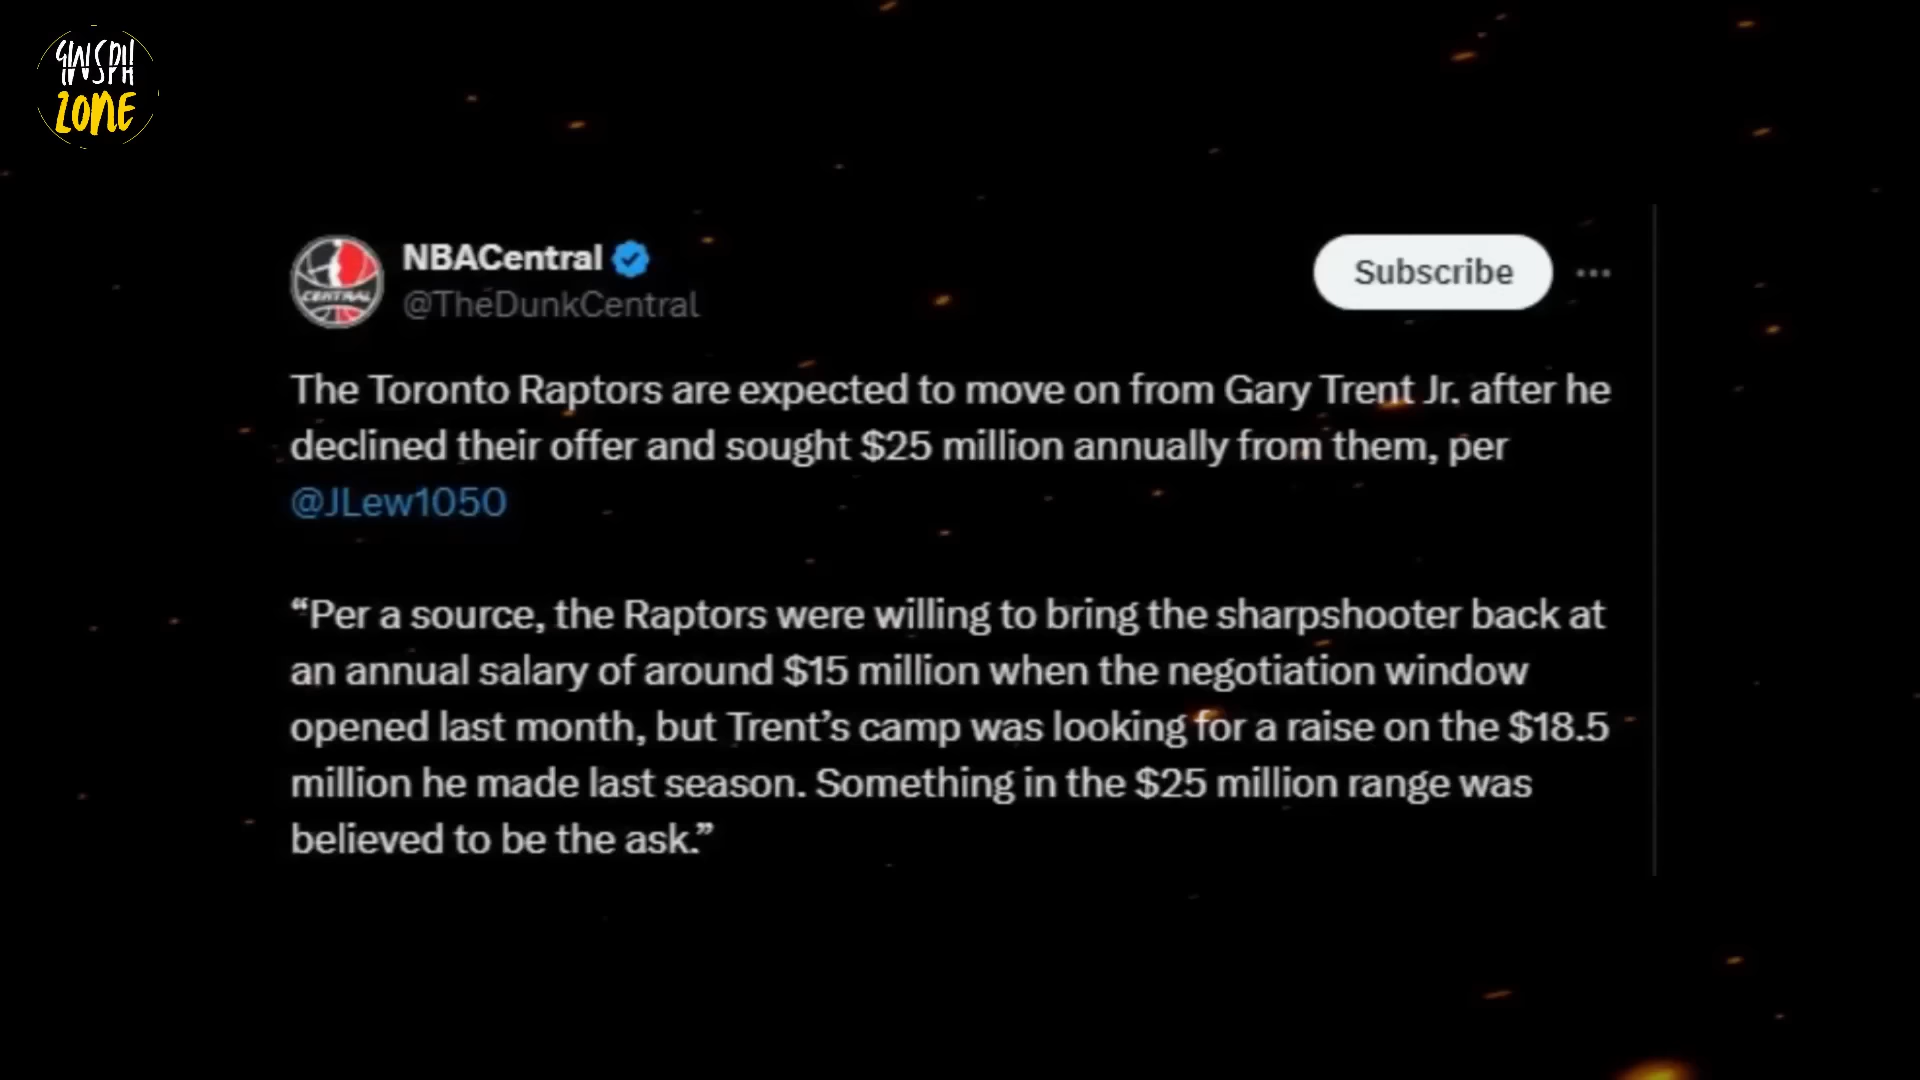 GWSPH
ZONE
NBACentral
@TheDunkCentral
Subscribe
CENTRAL
The Toronto Raptors are expected to move on from Gary Trent Jr. after he
declined their offer and sought $25 million annually from them, per
@JLew1050
“Per a source, the Raptors were willing to bring the sharpshooter back at
an annual salary of around $15 million when the negotiation window
opened last month, but Trent’s camp was looking for a raise on the $18.5
million he made last season. Something in the $25 million range was
believed to be the ask.”